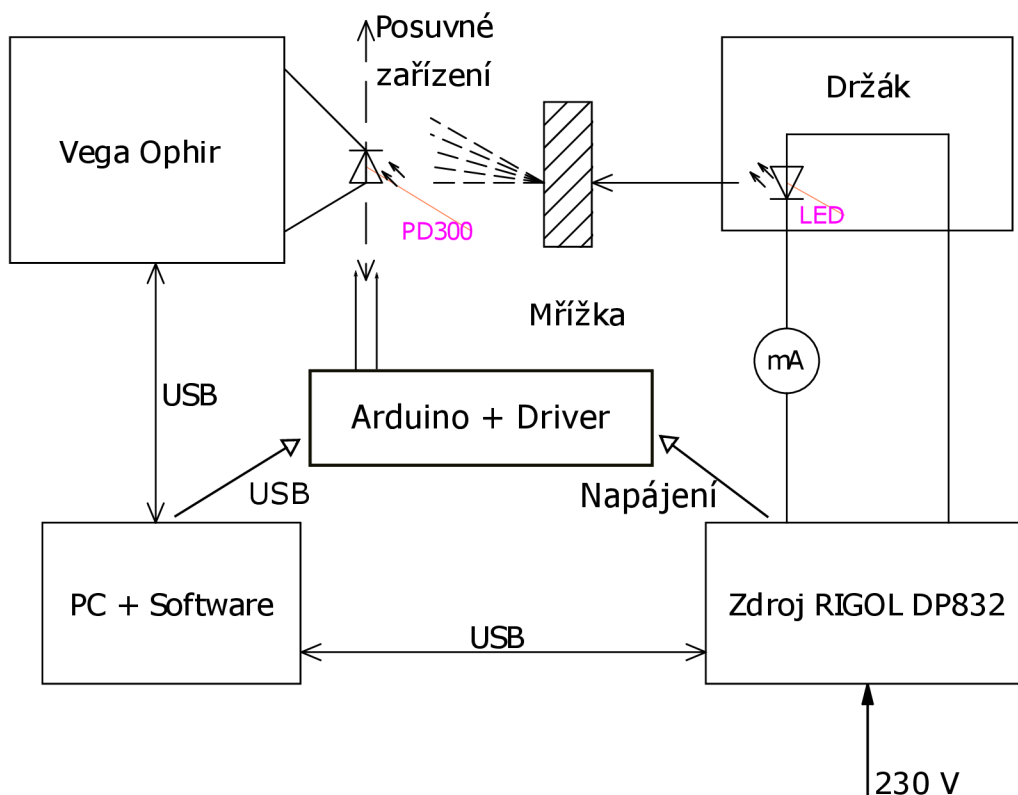 Posuvné
zařízení
Vega Ophir
Držák
PD300
LED
Mřížka
mA
USB
Arduino + Driver
USB
Napájení
PC + Software
Zdroj RIGOL DP832
USB
230 V